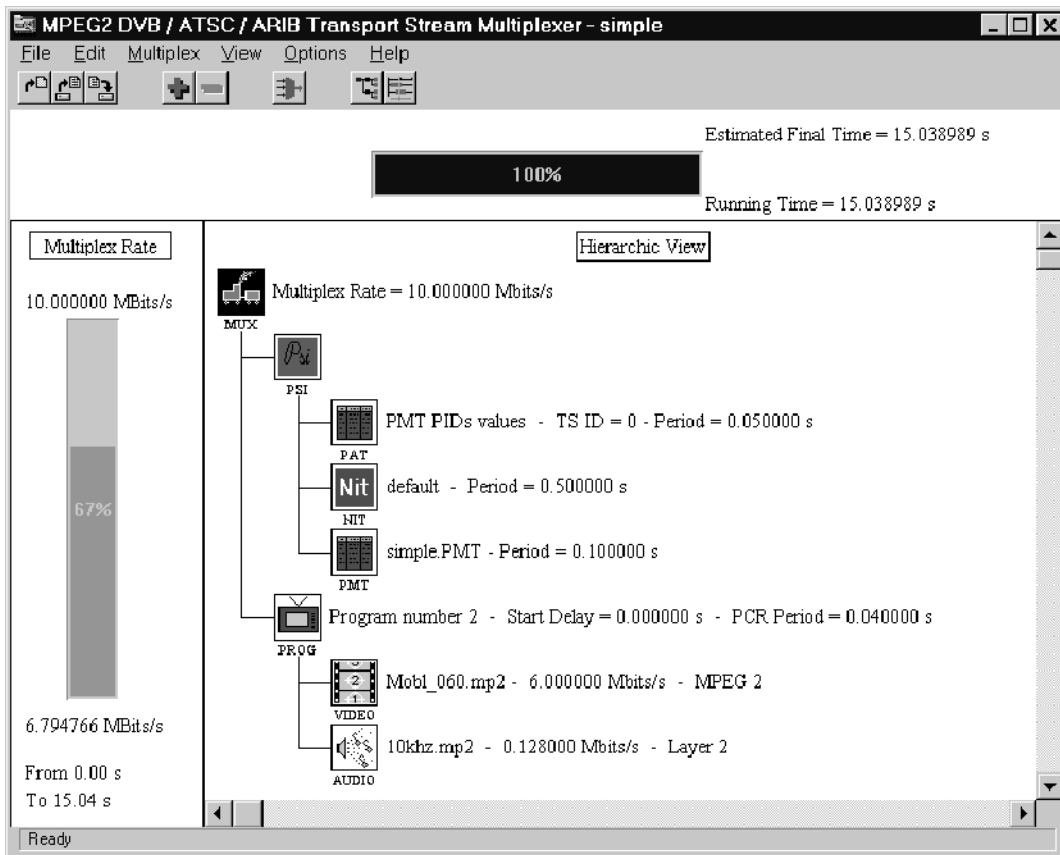 MPEG2 DVB / ATSC / ARIB Transport Stream Multiplexer - simple
File Edit Multiplex View Options Help
Estimated Final Time = 15.038989 s
100%
Running Time = 15.038989 s
Multiplex Rate
10.000000 MBits/s
67%
6.794766 MBits/s
From 0.00 s
To 15.04 s
Hierarchic View
Multiplex Rate = 10.000000 Mbits/s
MUX
Psi
PSI
PMT PIDs values - TS ID = 0 - Period = 0.050000 s
PAT
Nit default - Period = 0.500000 s
NIT
simple.PMT - Period = 0.100000 s
PMT
Program number 2 - Start Delay = 0.000000 s - PCR Period = 0.040000 s
PROG
3
2
1
Mobl_060.mp2 - 6.000000 Mbits/s - MPEG 2
VIDEO
10khz.mp2 - 0.128000 Mbits/s - Layer 2
AUDIO
Ready